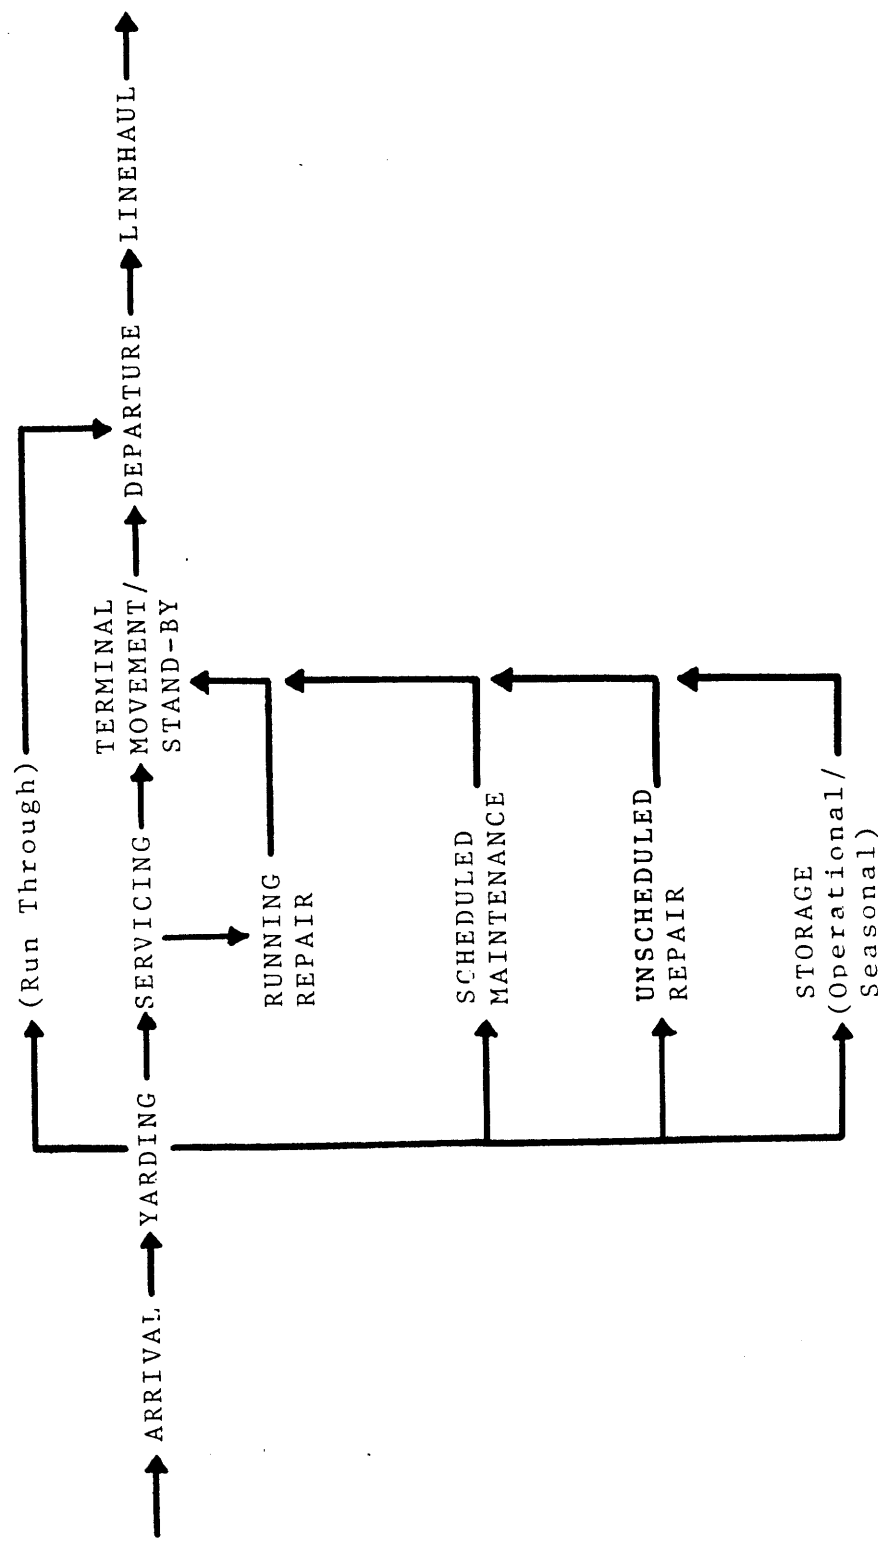 (Run Through)
ARRIVAL
YARDING
SERVICING
TERMINAL
MOVEMENT/
STAND-BY
DEPARTURE
LINEHAUL
RUNNING
REPAIR
SCHEDULED
MAINTENANCE
UNSCHEDULED
REPAIR
STORAGE
(Operational/
Seasonal)